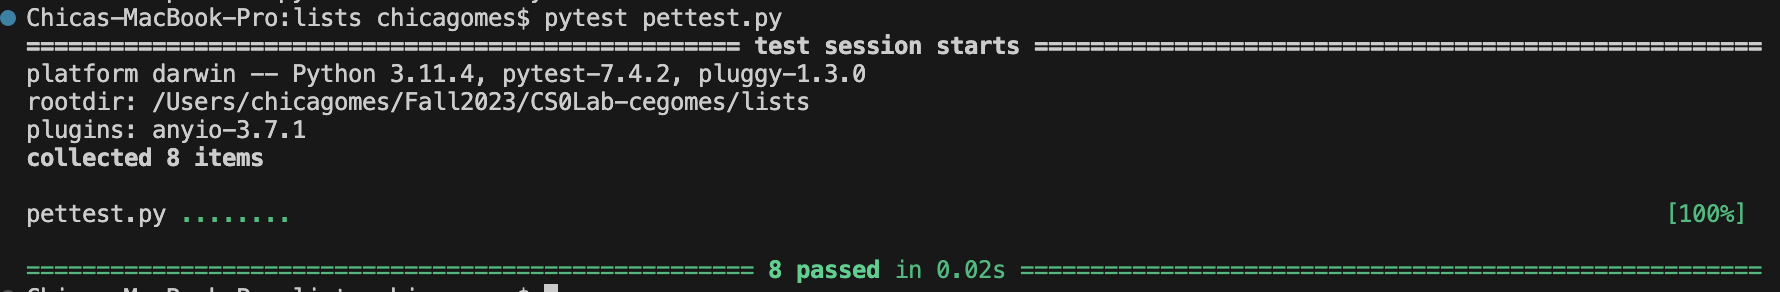 Chicas-MacBook-Pro:lists chicagomes$ pytest pettest.py
=================================================== test session starts ====================================================
platform darwin -- Python 3.11.4, pytest-7.4.2, pluggy-1.3.0
rootdir: /Users/chicagomes/Fall2023/CS0Lab-cegomes/lists
plugins: anyio-3.7.1
collected 8 items
pettest.py ........ [100%]
==================================================== 8 passed in 0.02s =====================================================